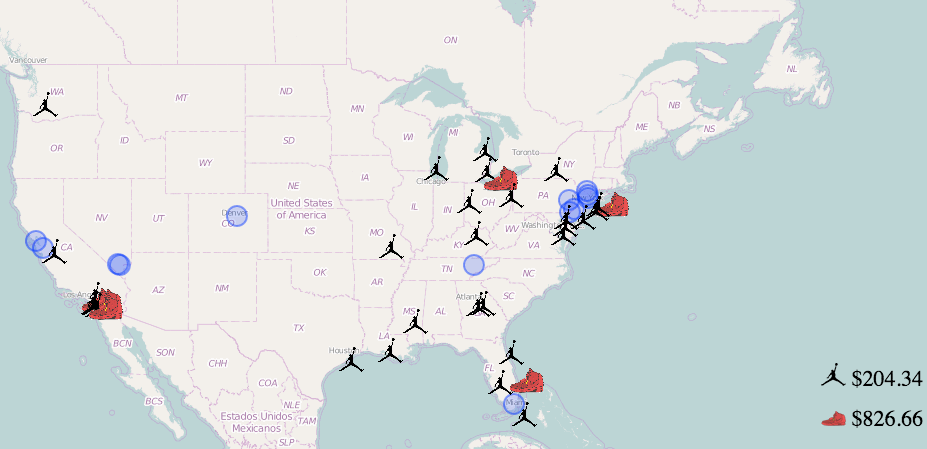 ON
NL
Vancouver
WA
MT
ND
MN
NB
ME
NS
OR
ID
SD
WI
MI
Toronto
WY
IA
NY
Chicago
NE
PA
NV
UT
Denver
CO
United States
of America
IL
IN
OH
KS
MO
WV
Washington
CA
KY
VA
OK
TN
NC
AZ
NM
AR
Los Ang
Atlant
SC
MS
AL
TX
LA
BCN
SON
Houst
CHH
FL
COA
$204.34
BCS
NLE
Miami
Estados Unidos
Mexicanos
TAM
SLP
$826.66